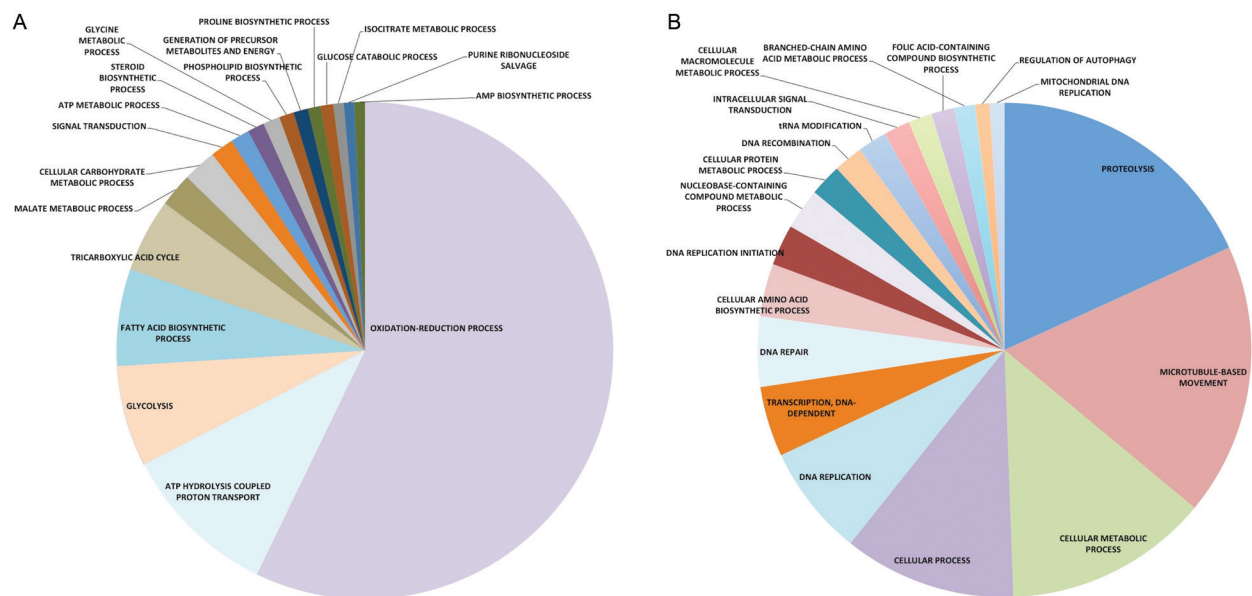 A
PROLINE BIOSYNTHETIC PROCESS
GLYCINE
METABOLIC
PROCESS
GENERATION OF PRECURSOR
METABOLITES AND ENERGY
ISOCITRATE METABOLIC PROCESS
STEROID
BIOSYNTHETIC
PROCESS
PHOSPHOLIPID BIOSYNTHETIC
PROCESS
GLUCOSE CATABOLIC PROCESS
PURINE RIBONUCLEOSIDE
SALVAGE
ATP METABOLIC PROCESS
AMP BIOSYNTHETIC PROCESS
SIGNAL TRANSDUCTION
CELLULAR CARBOHYDRATE
METABOLIC PROCESS
MALATE METABOLIC PROCESS
TRICARBOXYLIC ACID CYCLE
FATTY ACID BIOSYNTHETIC
PROCESS
OXIDATION-REDUCTION PROCESS
GLYCOLYSIS
ATP HYDROLYSIS COUPLED
PROTON TRANSPORT
B
CELLULAR
MACROMOLECULE
METABOLIC PROCESS
BRANCHED-CHAIN AMINO
ACID METABOLIC PROCESS
FOLIC ACID-CONTAINING
COMPOUND BIOSYNTHETIC
PROCESS
REGULATION OF AUTOPHAGY
MITOCHONDRIAL DNA
REPLICATION
INTRACELLULAR SIGNAL
TRANSDUCTION
tRNA MODIFICATION
DNA RECOMBINATION
CELLULAR PROTEIN
METABOLIC PROCESS
NUCLEOBASE-CONTAINING
COMPOUND METABOLIC
PROCESS
PROTEOLYSIS
DNA REPLICATION INITIATION
CELLULAR AMINO ACID
BIOSYNTHETIC PROCESS
DNA REPAIR
MICROTUBULE-BASED
MOVEMENT
TRANSCRIPTION, DNA-
DEPENDENT
DNA REPLICATION
CELLULAR METABOLIC
PROCESS
CELLULAR PROCESS